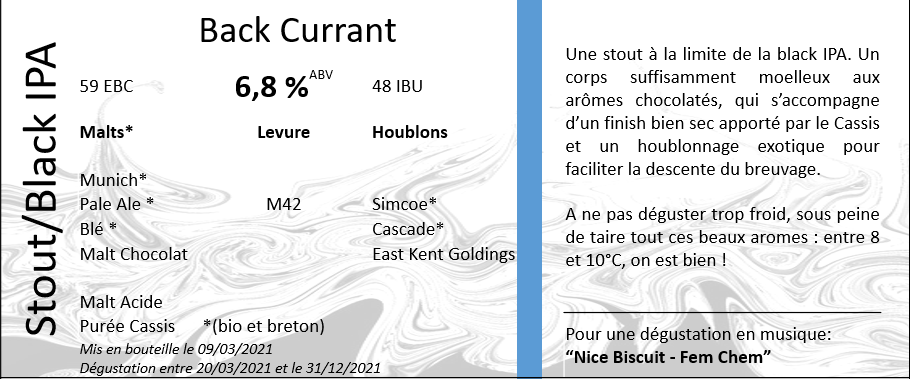 Stout/Black IPA
Back Currant
59 EBC
6,8 % ABV
48 IBU
Malts*
Levure
Houblons
Munich*
Pale Ale *
M42
Simcoe*
Blé *
Cascade*
Malt Chocolat
East Kent Goldings
Malt Acide
Purée Cassis *(bio et breton)
Mis en bouteille le 09/03/2021
Dégustation entre 20/03/2021 et le 31/12/2021
Une stout à la limite de la black IPA. Un
corps suffisamment moelleux aux
arômes chocolatés, qui s’accompagne
d’un finish bien sec apporté par le Cassis
et un houblonnage exotique pour
faciliter la descente du breuvage.
A ne pas déguster trop froid, sous peine
de taire tout ces beaux aromes : entre 8
et 10°C, on est bien !
Pour une dégustation en musique:
“Nice Biscuit - Fem Chem”